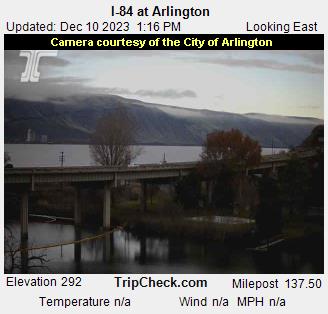 I-84 at Arlington
Updated: Dec 10 2023 1:16 PM Looking East
Camera courtesy of the City of Arlington
Elevation 292 TripCheck.com Milepost 137.50
Temperature n/a Wind n/a MPH n/a